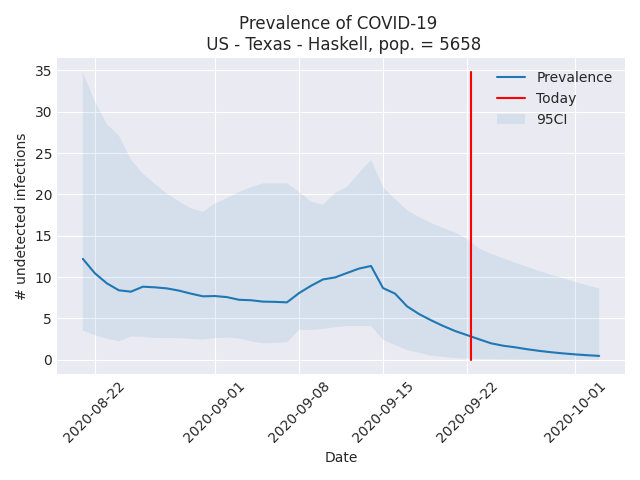 Prevalence of COVID-19
US - Texas - Haskell, pop. = 5658
# undetected infections
35
30
25
20
15
10
5
0
Prevalence
Today
95CI
2020-08-22
2020-09-01
2020-09-08
2020-09-15
2020-09-22
2020-10-01
Date